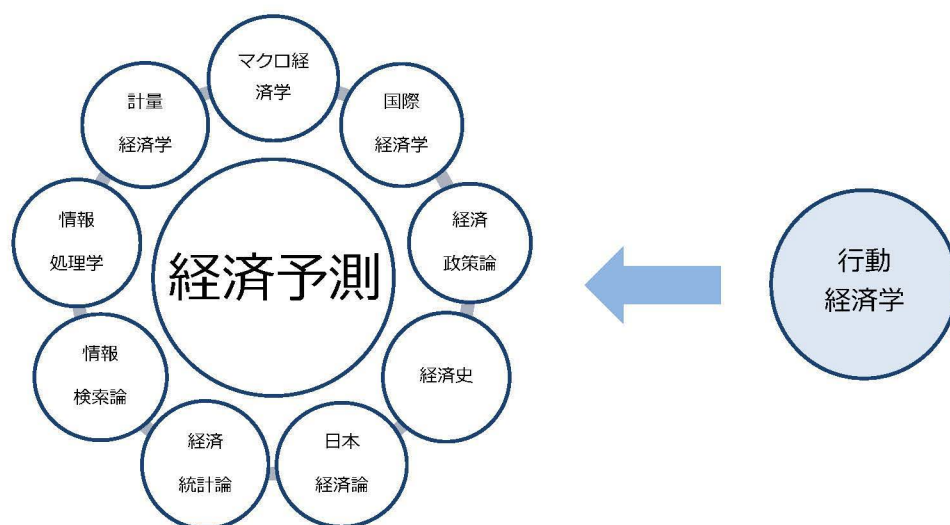 マクロ経
済学
国際
経済学
経済
政策論
経済史
日本
経済論
経済
統計論
情報
検索論
情報
処理学
計量
経済学
経済予測
行動
経済学